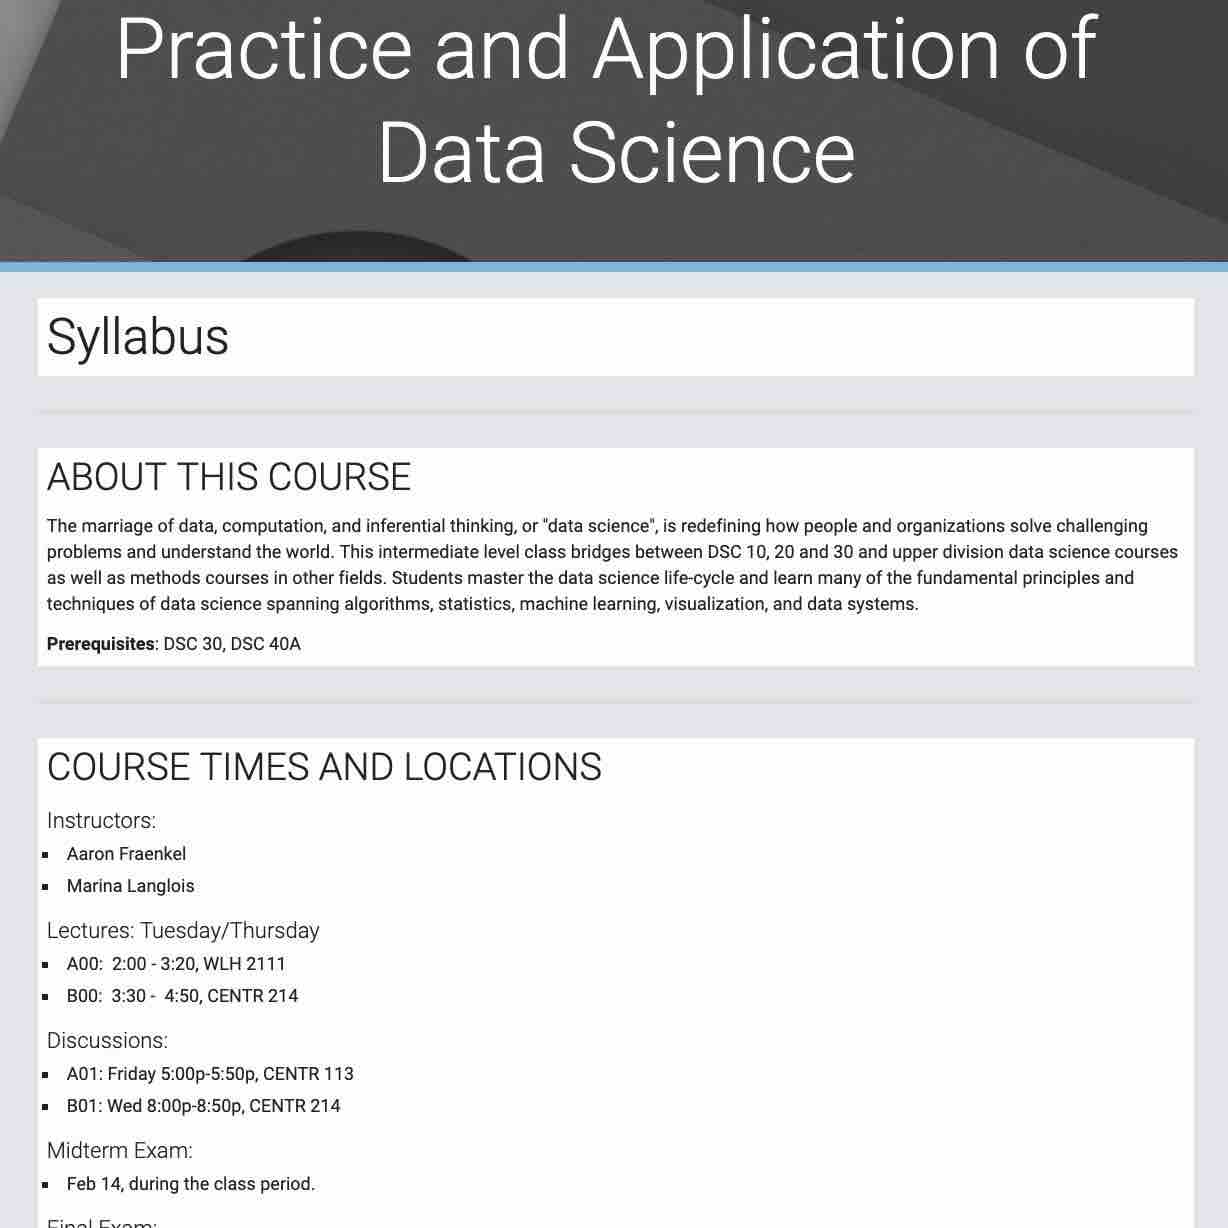 Practice and Application of
Data Science
Syllabus
ABOUT THIS COURSE
The marriage of data, computation, and inferential thinking, or "data science", is redefining how people and organizations solve challenging
problems and understand the world. This intermediate level class bridges between DSC 10, 20 and 30 and upper division data science courses
as well as methods courses in other fields. Students master the data science life-cycle and learn many of the fundamental principles and
techniques of data science spanning algorithms, statistics, machine learning, visualization, and data systems.
Prerequisites: DSC 30, DSC 40A
COURSE TIMES AND LOCATIONS
Instructors:
▪ Aaron Fraenkel
▪ Marina Langlois
Lectures: Tuesday/Thursday
▪ A00:  2:00 - 3:20, WLH 2111
▪ B00:  3:30 -  4:50, CENTR 214
Discussions:
▪ A01: Friday 5:00p-5:50p, CENTR 113
▪ B01: Wed 8:00p-8:50p, CENTR 214
Midterm Exam:
▪ Feb 14, during the class period.
Final Exam: